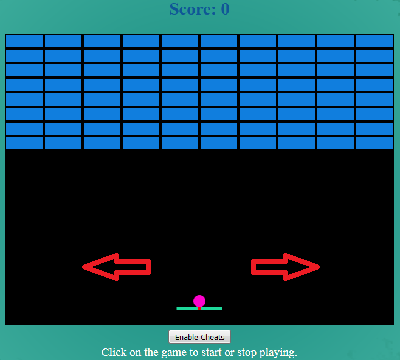 Score: 0
Enable Cheats
Click on the game to start or stop playing.